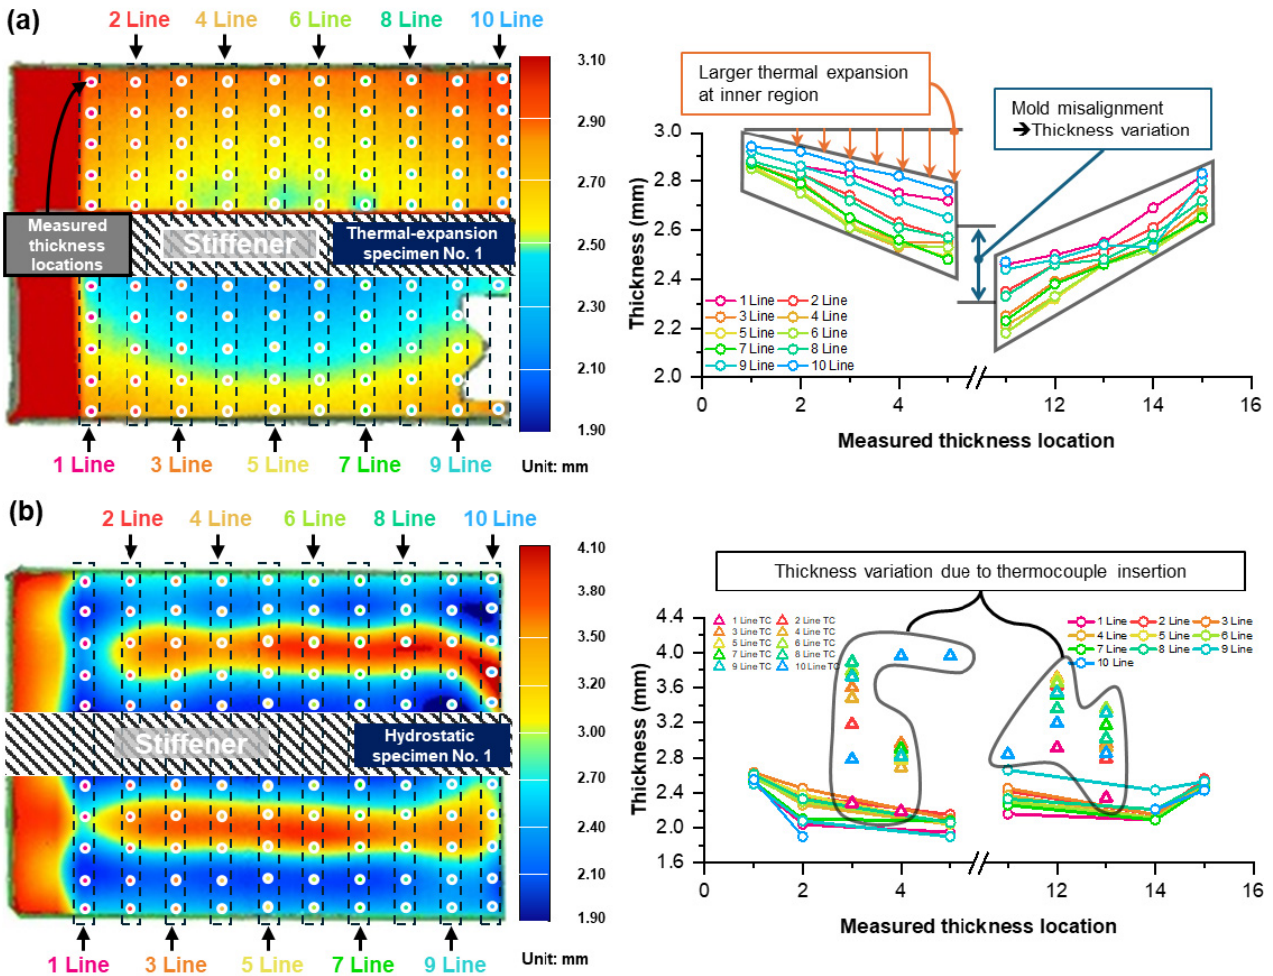 (a)
2 Line
4 Line
6 Line
8 Line
10 Line
3.10
2.90
2.70
2.50
2.30
2.10
1.90
Measured
thickness
locations
Stiffener
Thermal-expansion
specimen No. 1
1 Line
3 Line
5 Line
7 Line
9 Line
Unit: mm
Larger thermal expansion
at inner region
Mold misalignment
➔Thickness variation
Thickness (mm)
3.0
2.8
2.6
2.4
2.2
2.0
1 Line
2 Line
3 Line
4 Line
5 Line
6 Line
7 Line
8 Line
9 Line
10 Line
0
2
4
12
14
16
Measured thickness location
(b)
2 Line
4 Line
6 Line
8 Line
10 Line
4.10
3.80
3.50
3.20
3.00
2.70
2.40
2.10
1.90
Stiffener
Hydrostatic
specimen No. 1
1 Line
3 Line
5 Line
7 Line
9 Line
Unit: mm
Thickness variation due to thermocouple insertion
Thickness (mm)
4.4
4.0
3.6
3.2
2.8
2.4
2.0
1.6
1 Line TC
2 Line TC
3 Line TC
4 Line TC
5 Line TC
6 Line TC
7 Line TC
8 Line TC
9 Line TC
10 Line TC
1 Line
2 Line
3 Line
4 Line
5 Line
6 Line
7 Line
8 Line
9 Line
10 Line
0
2
4
12
14
16
Measured thickness location